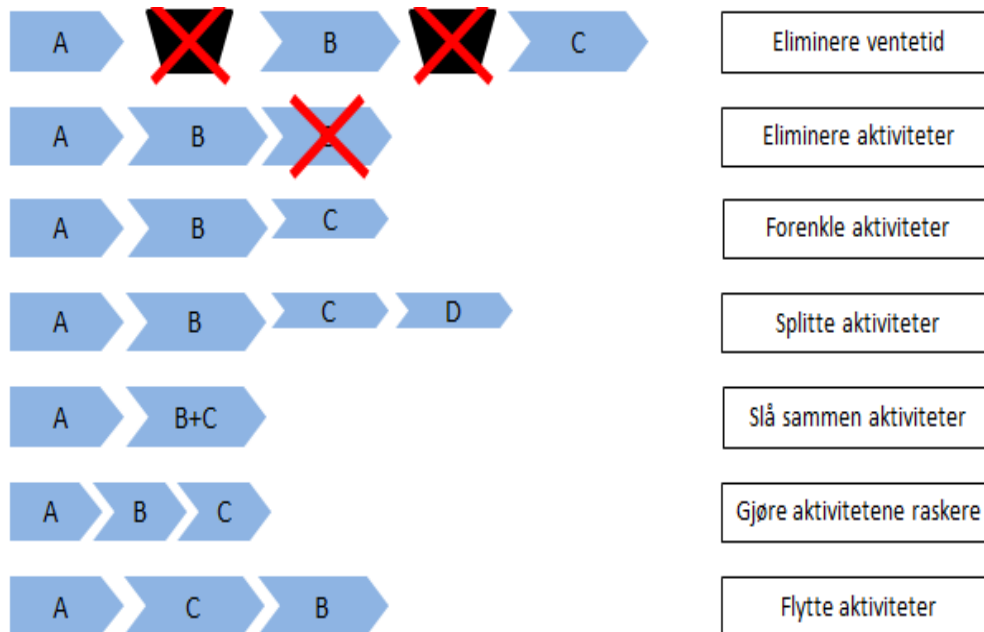 A B C Eliminere ventetid
A B Eliminere aktiviteter
A B C Forenkle aktiviteter
A B C D Splitte aktiviteter
A B+C Slå sammen aktiviteter
A B C Gjøre aktivitetene raskere
A C B Flytte aktiviteter